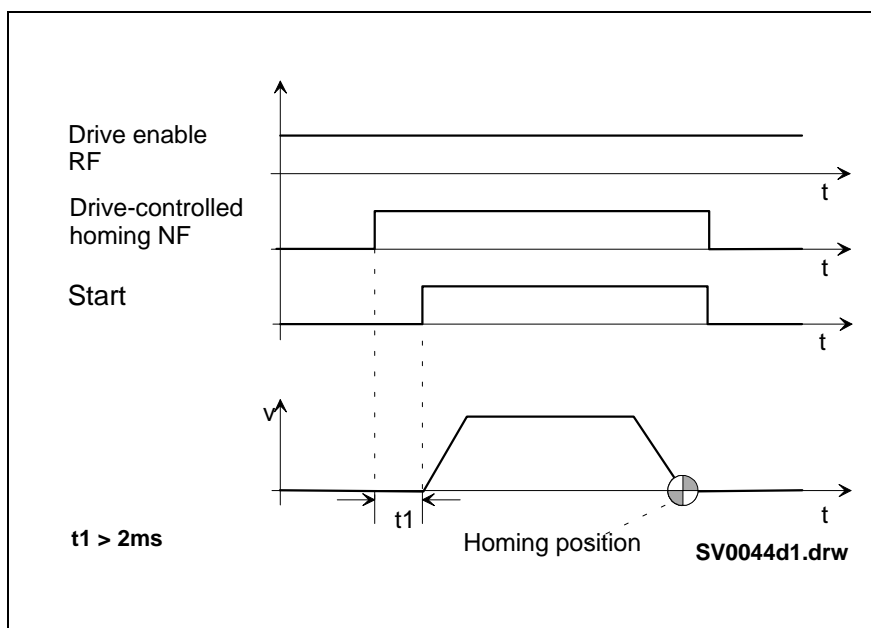 Drive enable
RF
t
Drive-controlled
homing NF
t
Start
t
v
t1
t
t1 > 2ms
Homing position
SV0044d1.drw